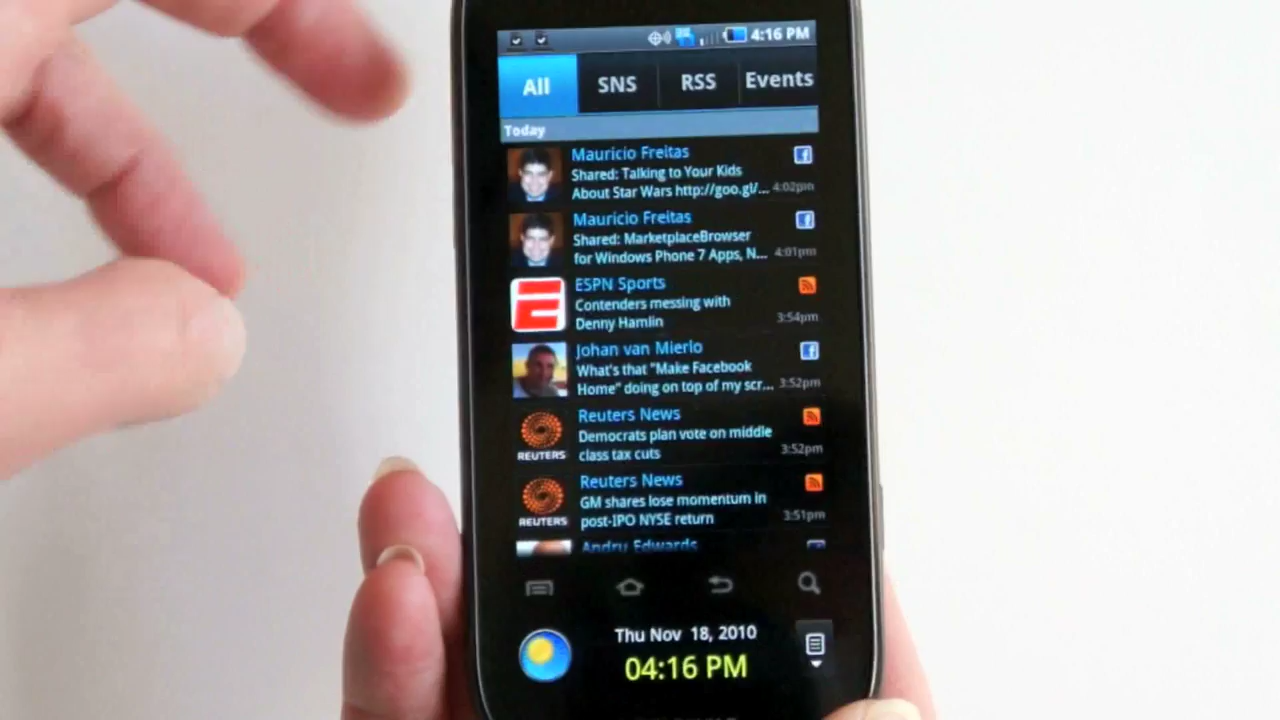 4:16 PM
All SNS RSS Events
Today
Mauricio Freitas
Shared: Talking to Your Kids
About Star Wars http://goo.gl/... 4:02pm
Mauricio Freitas
Shared: MarketplaceBrowser
for Windows Phone 7 Apps, N... 4:01pm
ESPN Sports
Contenders messing with
Denny Hamlin 3:54pm
Johan van Mierlo
What's that "Make Facebook
Home" doing on top of my scr... 3:52pm
Reuters News
Democrats plan vote on middle
class tax cuts 3:52pm
REUTERS
Reuters News
GM shares lose momentum in
post-IPO NYSE return 3:51pm
REUTERS
Andru Edwards
Thu Nov 18, 2010
04:16 PM